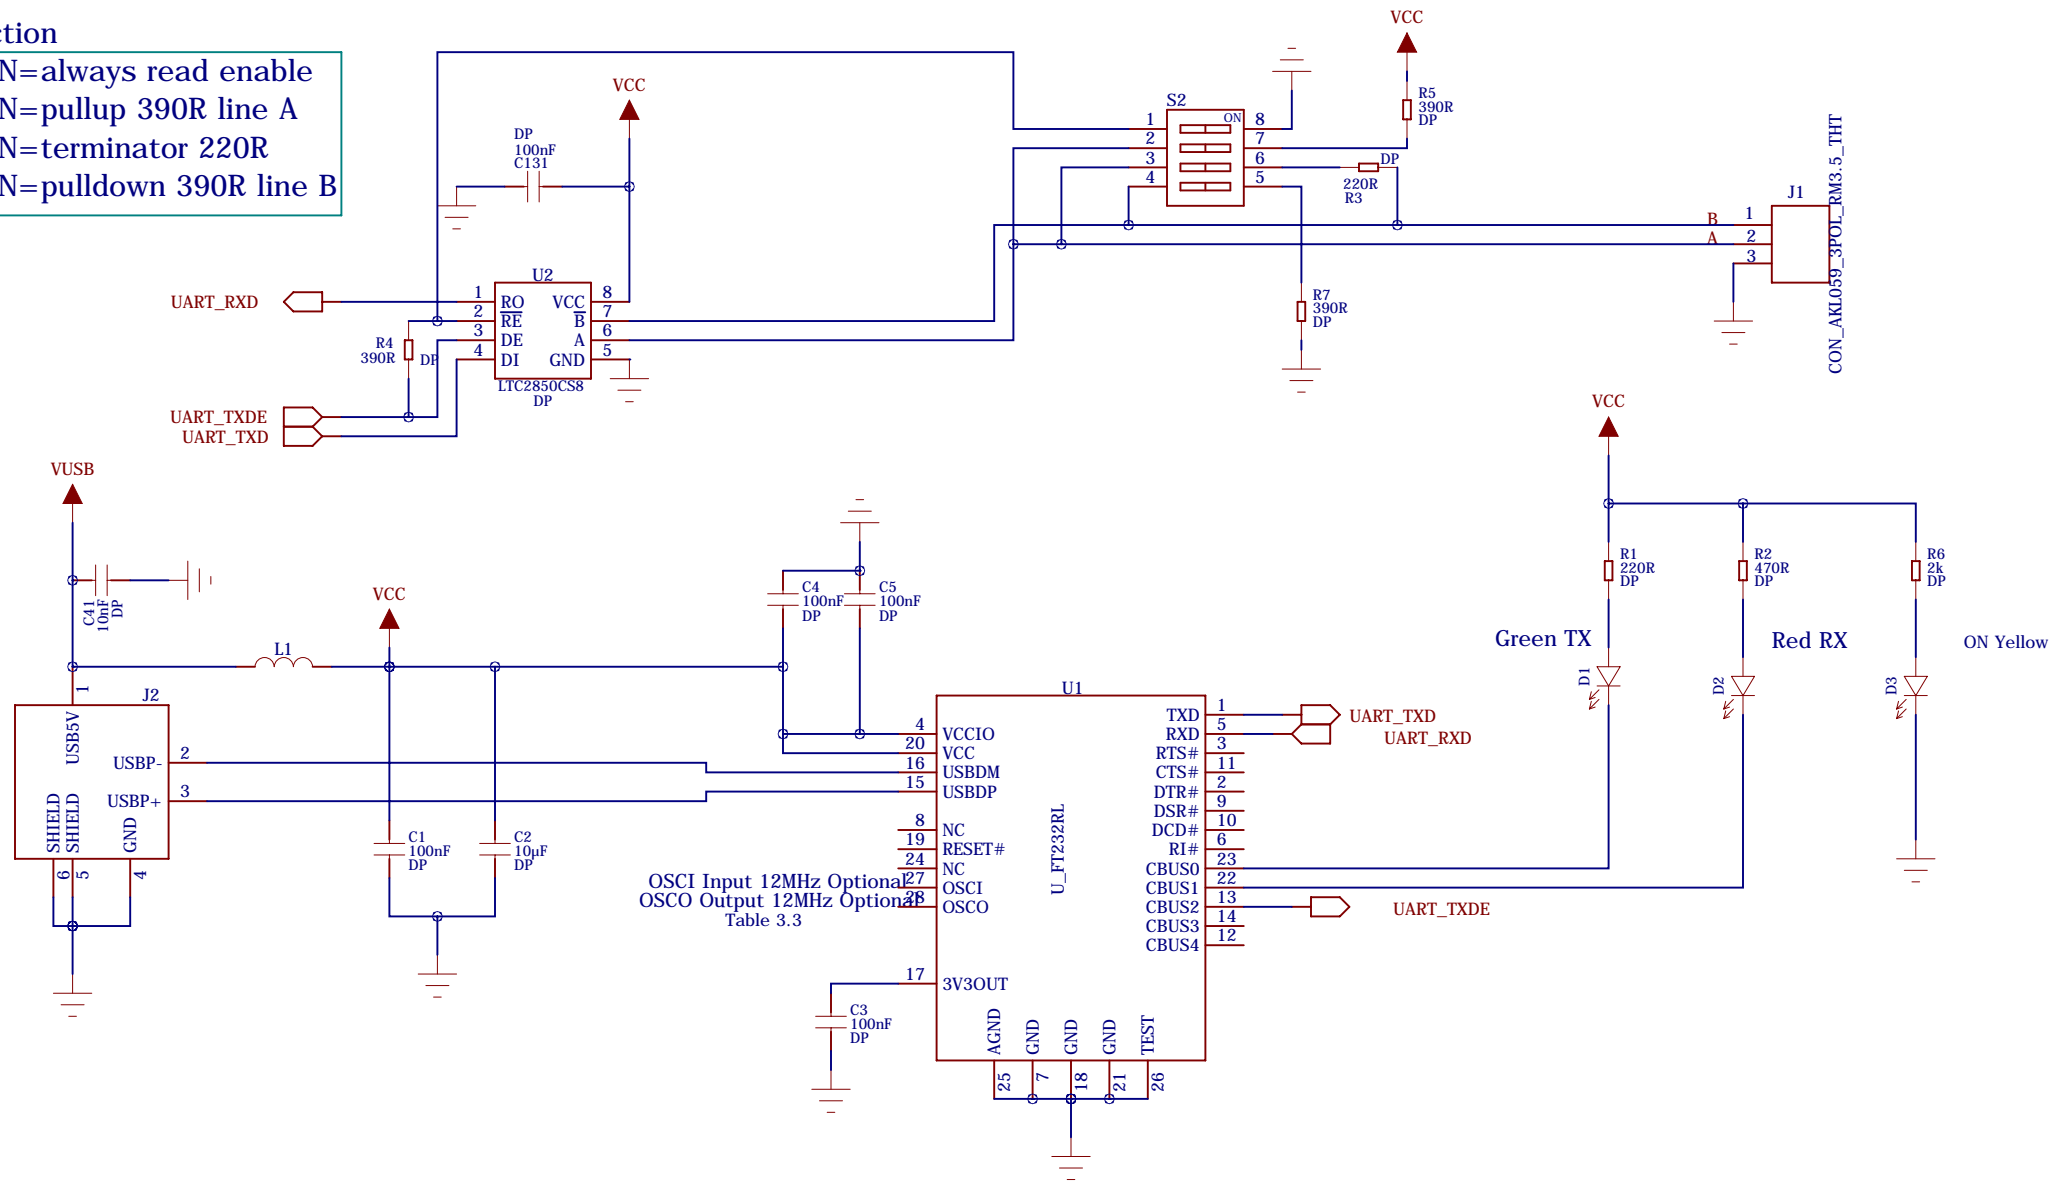 ction
N=always read enable
N=pullup 390R line A
N=terminator 220R
N=pulldown 390R line B
VCC
DP
100nF
C131
U2
1 RO VCC 8
2 RE B 7
3 DE A 6
4 DI GND 5
LTC2850CS8
DP
UART_RXD
R4
390R
DP
UART_TXDE
UART_TXD
S2
ON
1 8
2 7
3 6
4 5
VCC
R5
390R
DP
DP
220R
R3
R7
390R
DP
B
A
J1
1
2
3
CON_AKL059_3POL_RM3.5_THT
VUSB
C41
10nF
DP
L1
VCC
J2
1
USB5V
USBP- 2
USBP+ 3
SHIELD
SHIELD
GND
6
5
4
C1
100nF
DP
C2
10µF
DP
C4
100nF
DP
C5
100nF
DP
U1
U_FT232RL
4 VCCIO
20 VCC
16 USBDM
15 USBDP
8 NC
19 RESET#
24 NC
27 OSCI
28 OSCO
17 3V3OUT
OSCI Input 12MHz Optional
OSCO Output 12MHz Optional
Table 3.3
C3
100nF
DP
AGND
GND
GND
GND
TEST
25
7
18
21
26
TXD 1
RXD 5
RTS# 3
CTS# 11
DTR# 2
DSR# 9
DCD# 10
RI# 6
CBUS0 23
CBUS1 22
CBUS2 13
CBUS3 14
CBUS4 12
UART_TXD
UART_RXD
UART_TXDE
VCC
R1
220R
DP
R2
470R
DP
R6
2k
DP
Green TX
Red RX
ON Yellow
D1
D2
D3